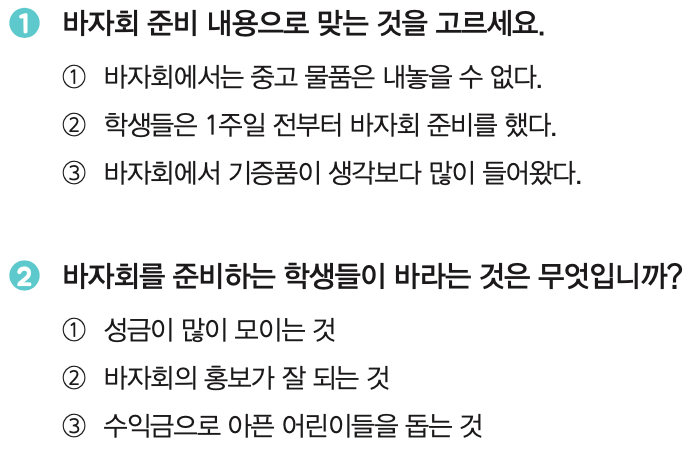 1 바자회 준비 내용으로 맞는 것을 고르세요.
① 바자회에서는 중고 물품은 내놓을 수 없다.
② 학생들은 1주일 전부터 바자회 준비를 했다.
③ 바자회에서 기증품이 생각보다 많이 들어왔다.
2 바자회를 준비하는 학생들이 바라는 것은 무엇입니까?
① 성금이 많이 모이는 것
② 바자회의 홍보가 잘 되는 것
③ 수익금으로 아픈 어린이들을 돕는 것